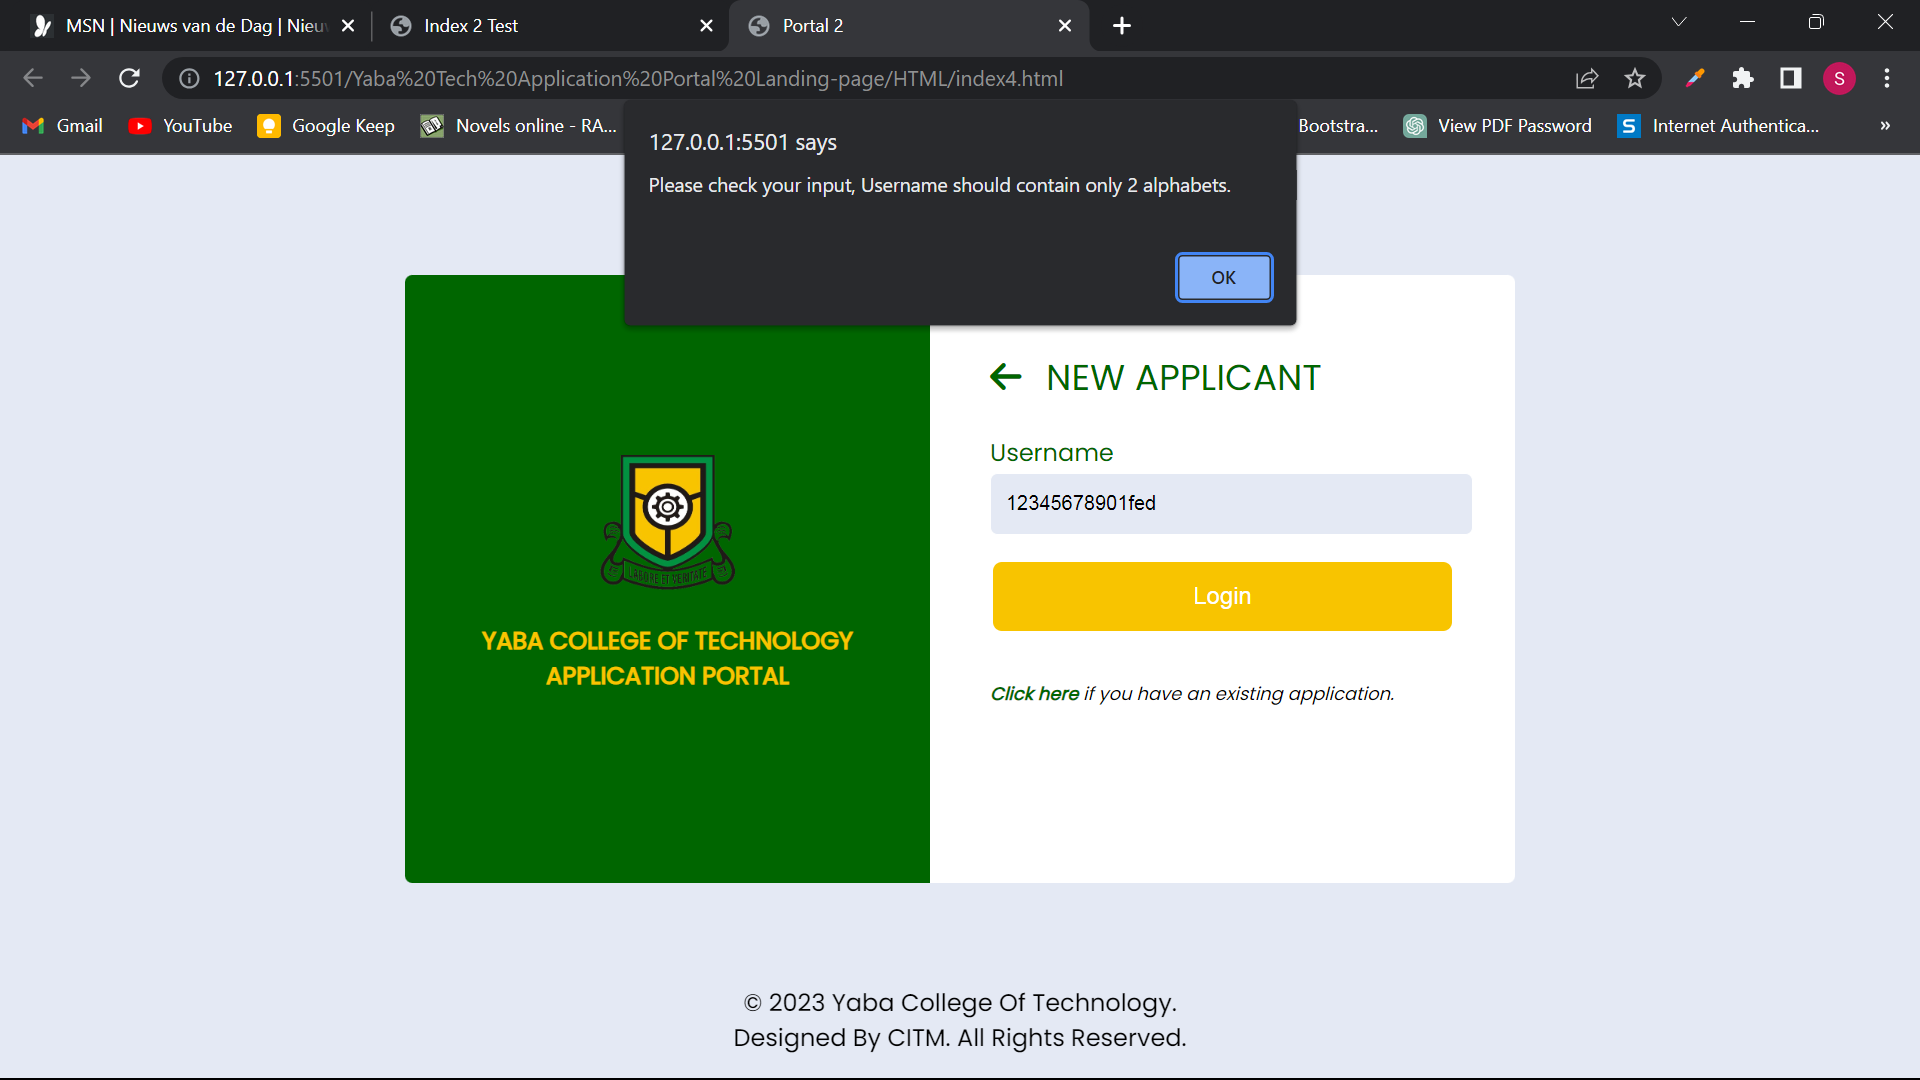 MSN | Nieuws van de Dag | Nieu
Index 2 Test
Portal 2
127.0.0.1:5501/Yaba%20Tech%20Application%20Portal%20Landing-page/HTML/index4.html
S
Gmail
YouTube
Google Keep
Novels online - RA...
Bootstra...
View PDF Password
S
Internet Authentica...
»
127.0.0.1:5501 says
Please check your input, Username should contain only 2 alphabets.
OK
LABORE ET VERITATE
YABA COLLEGE OF TECHNOLOGY
APPLICATION PORTAL
NEW APPLICANT
Username
12345678901fed
Login
Click here if you have an existing application.
© 2023 Yaba College Of Technology.
Designed By CITM. All Rights Reserved.